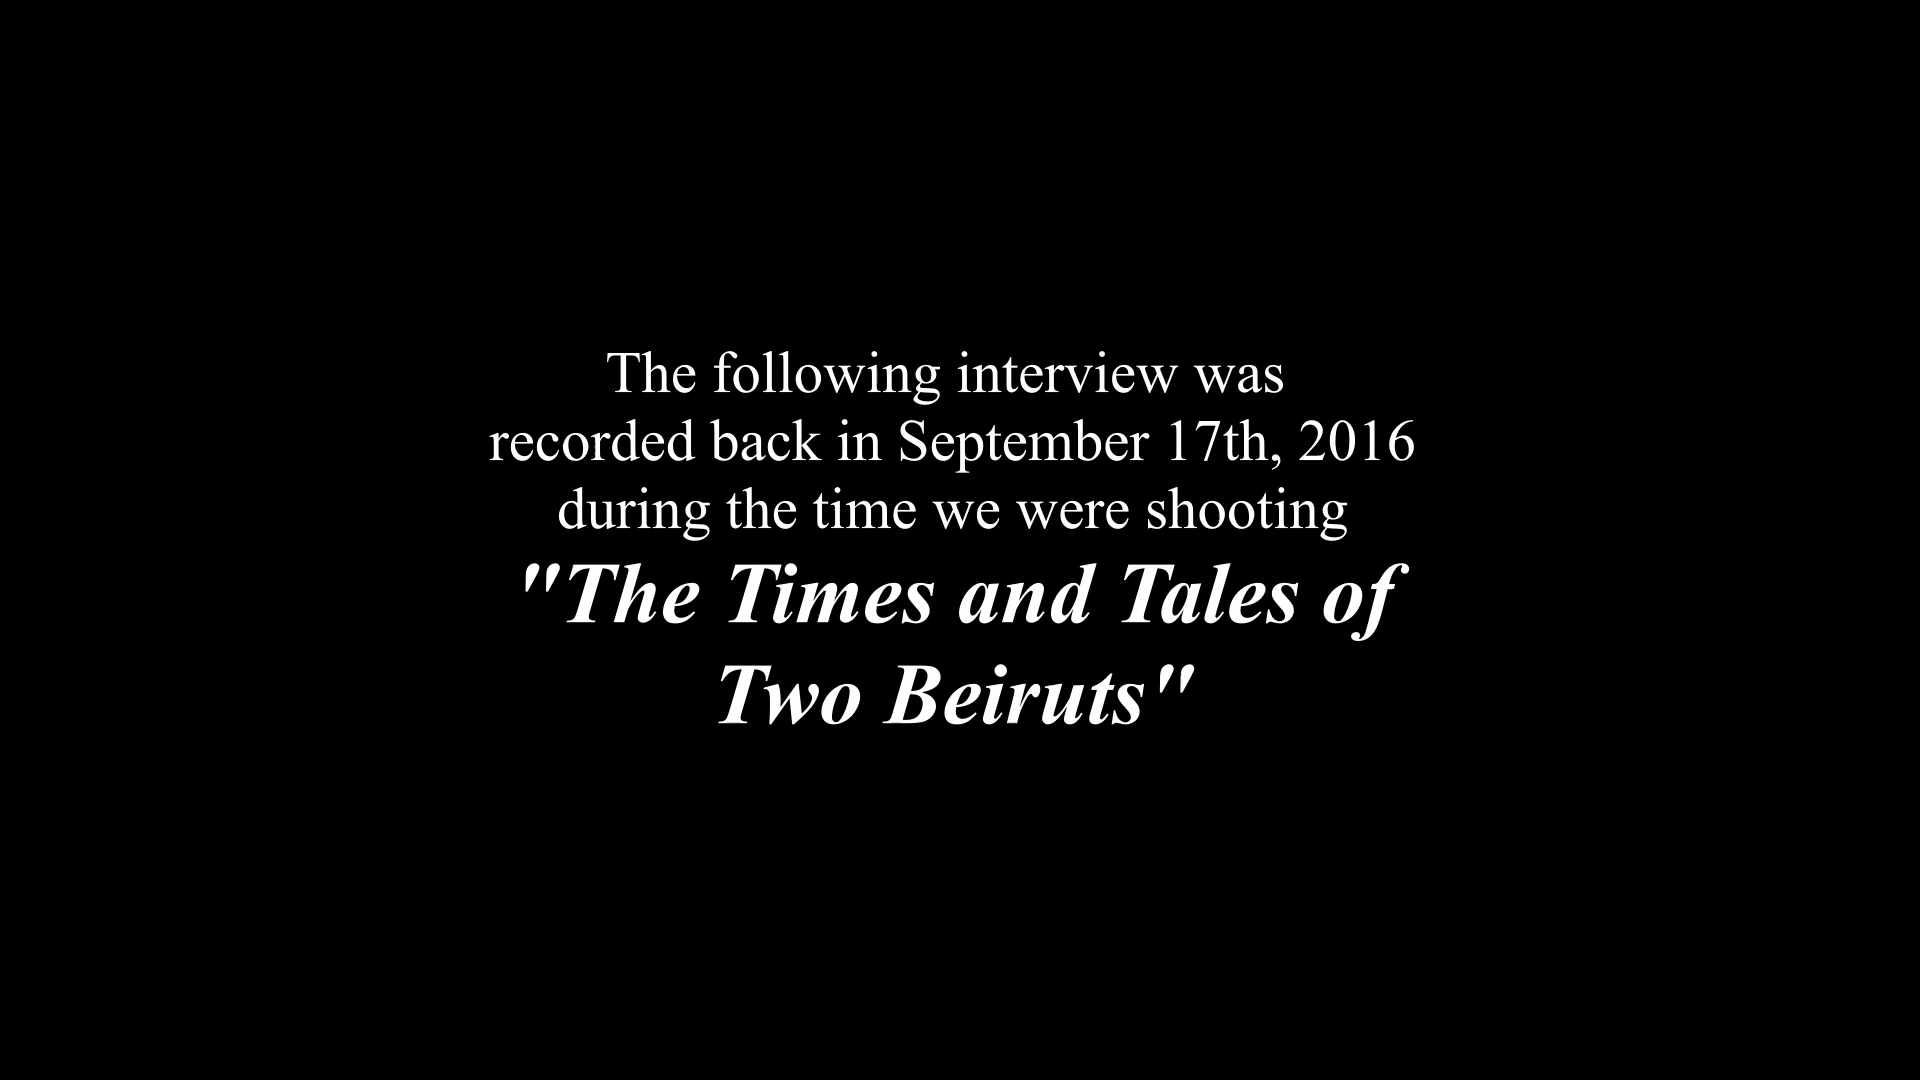 The following interview was
recorded back in September 17th, 2016
during the time we were shooting
"The Times and Tales of
Two Beiruts"